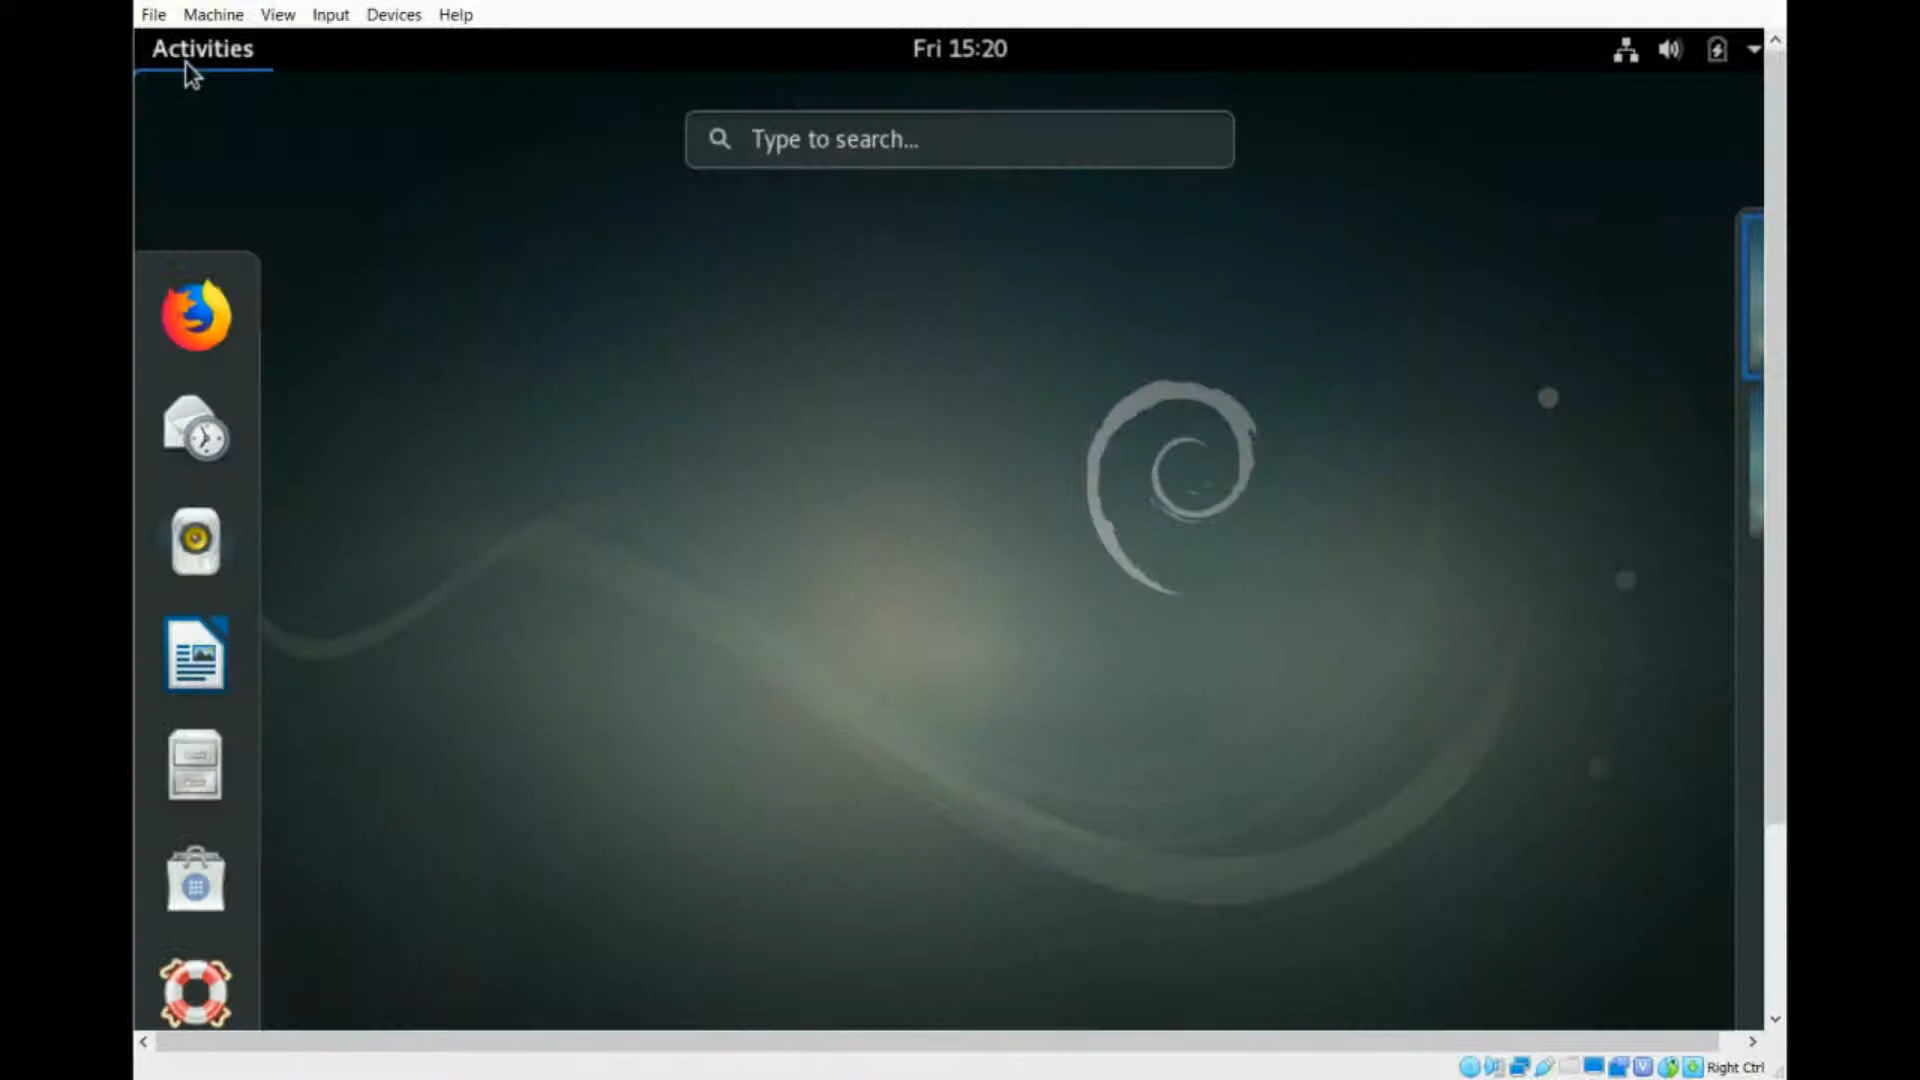 File Machine View Input Devices Help
Activities Fri 15:20
Type to search...
Right Ctrl